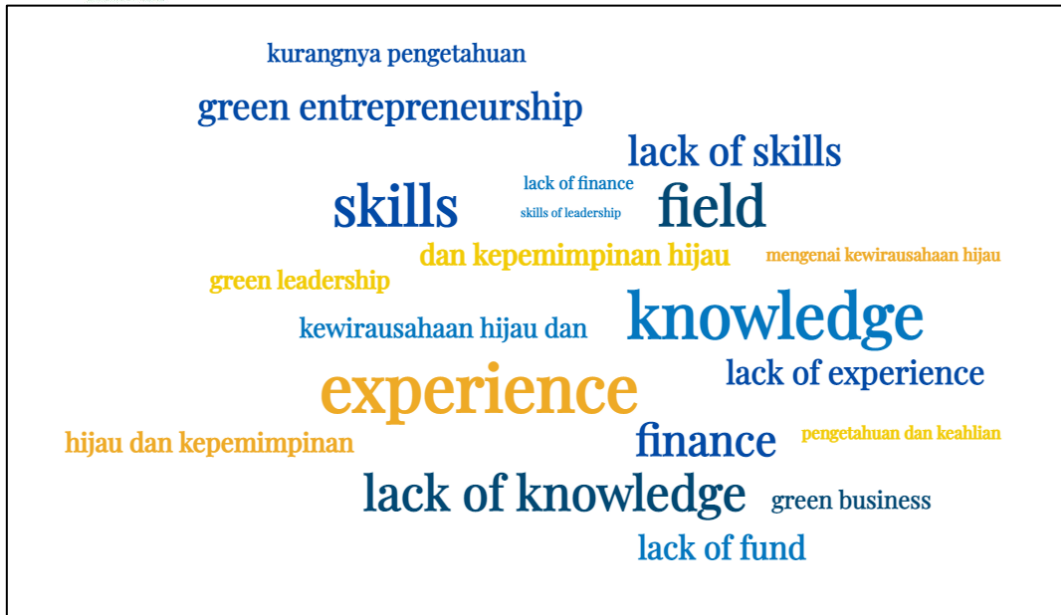 kurangnya pengetahuan
green entrepreneurship
lack of skills
lack of finance
skills
field
skills of leadership
dan kepemimpinan hijau
mengenai kewirausahaan hijau
green leadership
knowledge
kewirausahaan hijau dan
lack of experience
experience
pengetahuan dan keahlian
hijau dan kepemimpinan
finance
lack of knowledge
green business
lack of fund